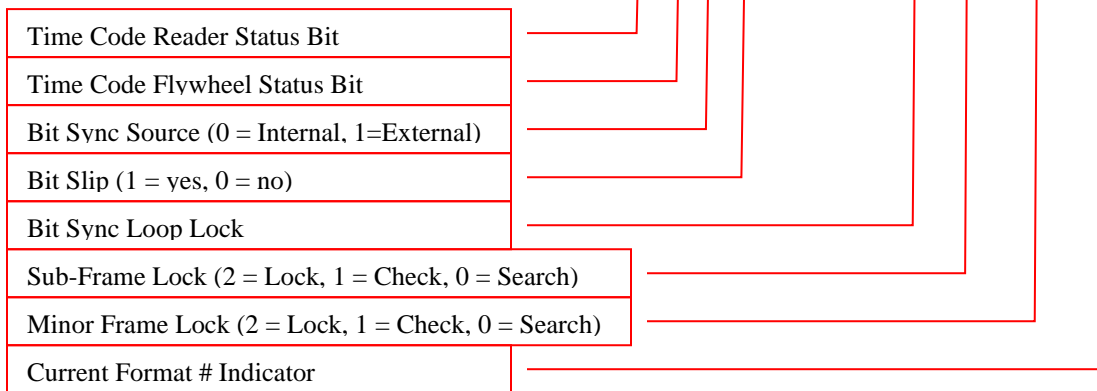 Time Code Reader Status Bit
Time Code Flywheel Status Bit
Bit Sync Source (0 = Internal, 1=External)
Bit Slip (1 = yes, 0 = no)
Bit Sync Loop Lock
Sub-Frame Lock (2 = Lock, 1 = Check, 0 = Search)
Minor Frame Lock (2 = Lock, 1 = Check, 0 = Search)
Current Format # Indicator